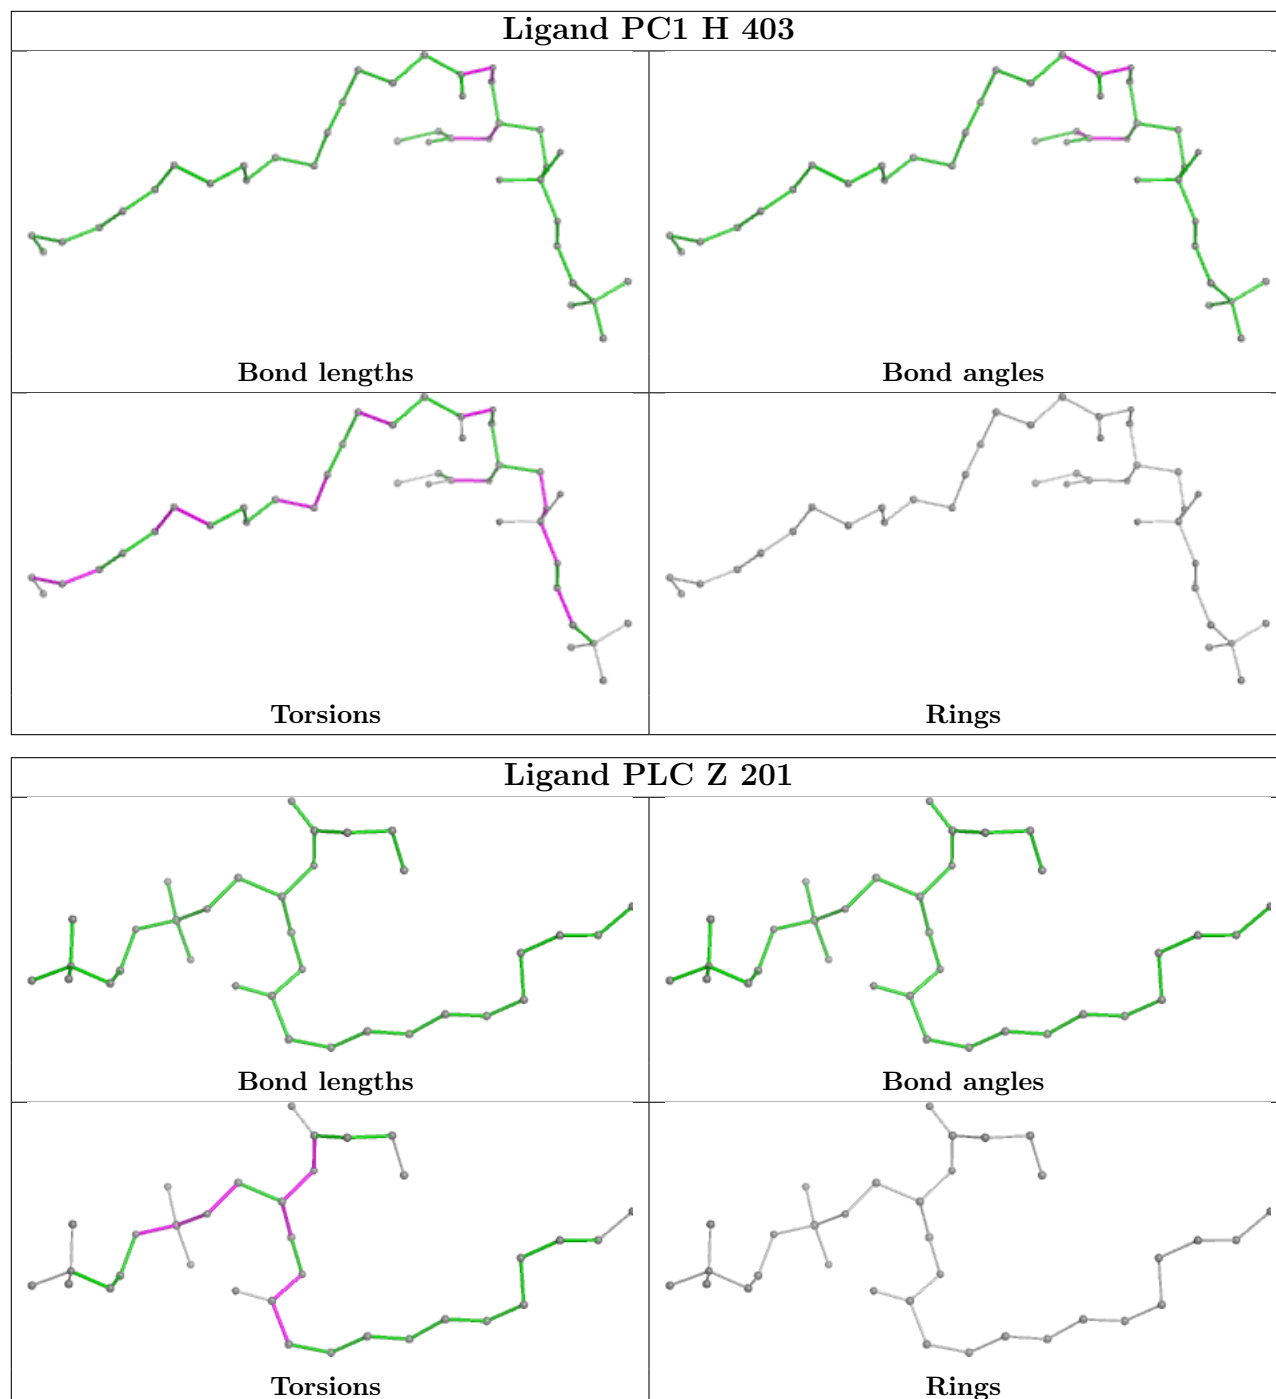 Ligand PC1 H 403
Bond lengths
Bond angles
Torsions
Rings
Ligand PLC Z 201
Bond lengths
Bond angles
Torsions
Rings